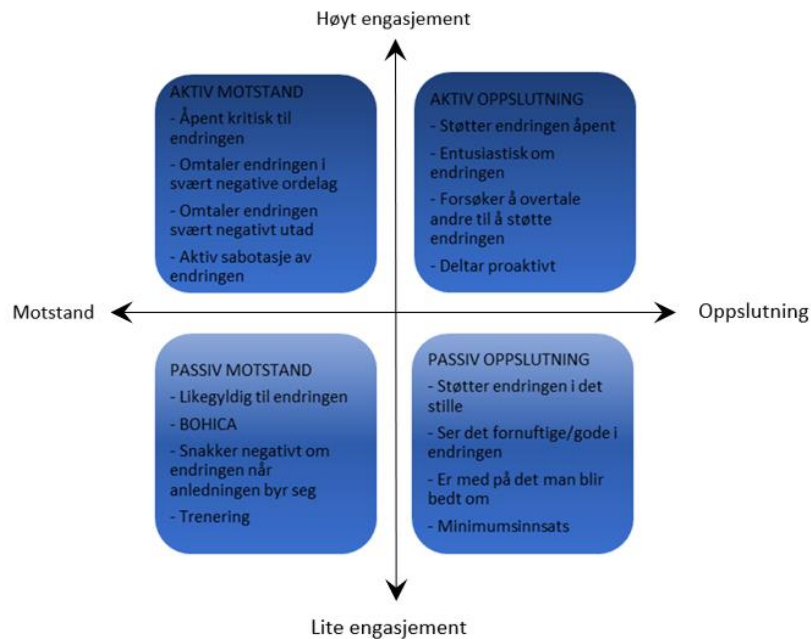 Høyt engasjement
AKTIV MOTSTAND
- Åpent kritisk til
endringen
- Omtaler endringen i
svært negative ordelag
- Omtaler endringen
svært negativt utad
- Aktiv sabotasje av
endringen
AKTIV OPPSLUTNING
- Støtter endringen åpent
- Entusiastisk om
endringen
- Forsøker å overtale
andre til å støtte
endringen
- Deltar proaktivt
Motstand
Oppslutning
PASSIV MOTSTAND
- Likegyldig til endringen
- BOHICA
- Snakker negativt om
endringen når
anledningen byr seg
- Trenering
PASSIV OPPSLUTNING
- Støtter endringen i det
stille
- Ser det fornuftige/gode i
endringen
- Er med på det man blir
bedt om
- Minimumsinnsats
Lite engasjement